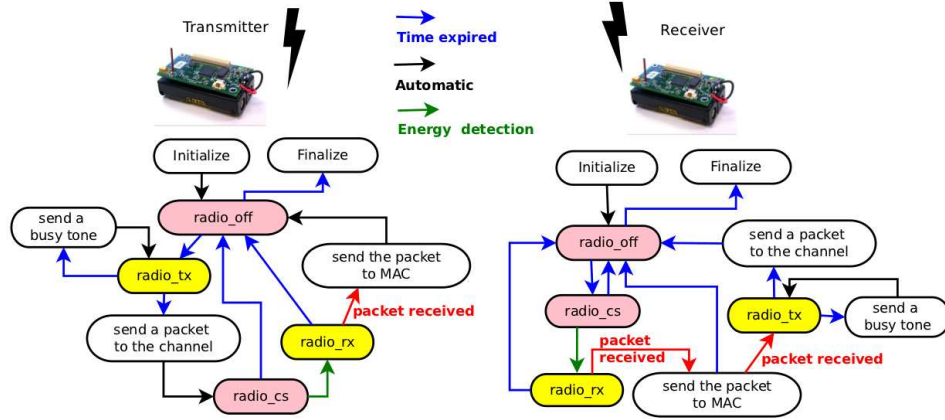 Transmitter
Receiver
Time expired
Automatic
Energy detection
Initialize
Finalize
radio_off
send a
busy tone
radio_tx
send the packet
to MAC
packet received
send a packet
to the channel
radio_rx
radio_cs
Initialize
Finalize
radio_off
send a packet
to the channel
radio_cs
radio_tx
send a
busy tone
packet
received
packet received
radio_rx
send the packet
to MAC